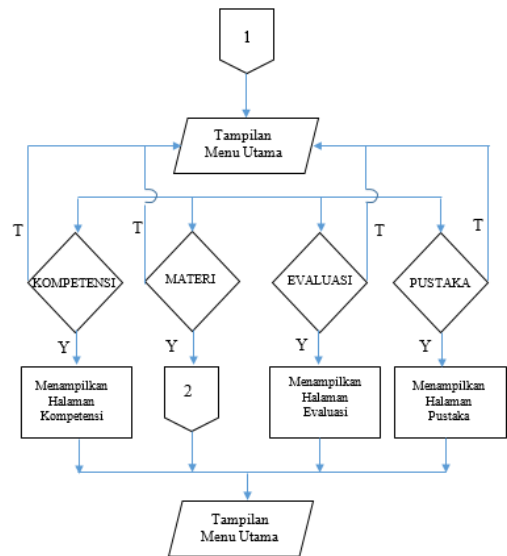 1
Tampilan
Menu Utama
T
T
T
T
KOMPETENSI
MATERI
EVALUASI
PUSTAKA
Y
Y
Y
Y
Menampilkan
Halaman
Kompetensi
2
Menampilkan
Halaman
Evaluasi
Menampilkan
Halaman
Pustaka
Tampilan
Menu Utama